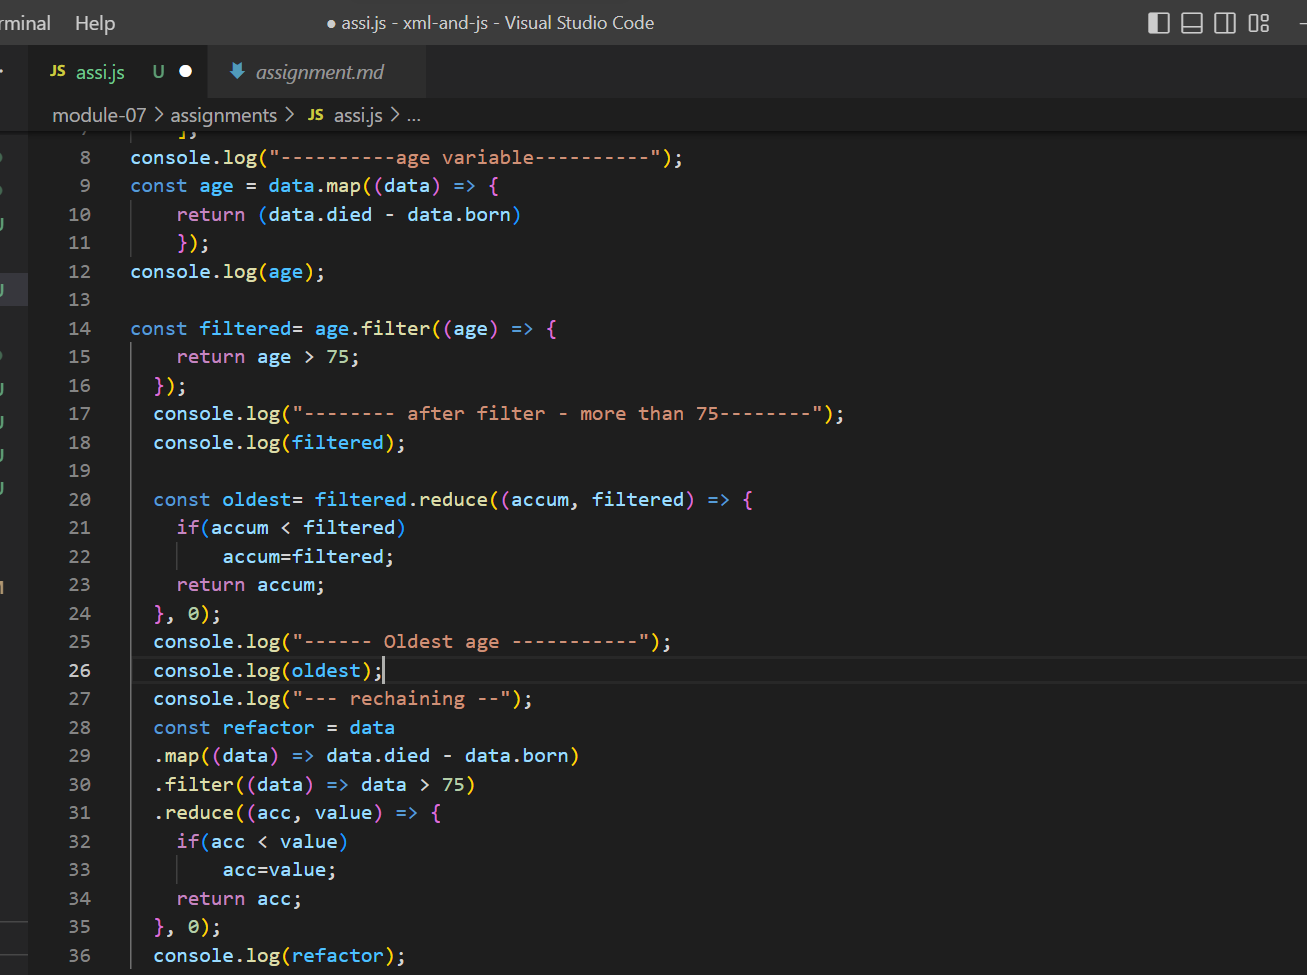 rminal Help ● assi.js - xml-and-js - Visual Studio Code
JS assi.js U ● assignment.md
module-07 > assignments > JS assi.js > ...
7 ];
8 console.log("----------age variable----------");
9 const age = data.map((data) => {
10 return (data.died - data.born)
11 });
12 console.log(age);
13
14 const filtered= age.filter((age) => {
15 return age > 75;
16 });
17 console.log("-------- after filter - more than 75--------");
18 console.log(filtered);
19
20 const oldest= filtered.reduce((accum, filtered) => {
21 if(accum < filtered)
22 accum=filtered;
23 return accum;
24 }, 0);
25 console.log("------ Oldest age -----------");
26 console.log(oldest);
27 console.log("--- rechaining --");
28 const refactor = data
29 .map((data) => data.died - data.born)
30 .filter((data) => data > 75)
31 .reduce((acc, value) => {
32 if(acc < value)
33 acc=value;
34 return acc;
35 }, 0);
36 console.log(refactor);